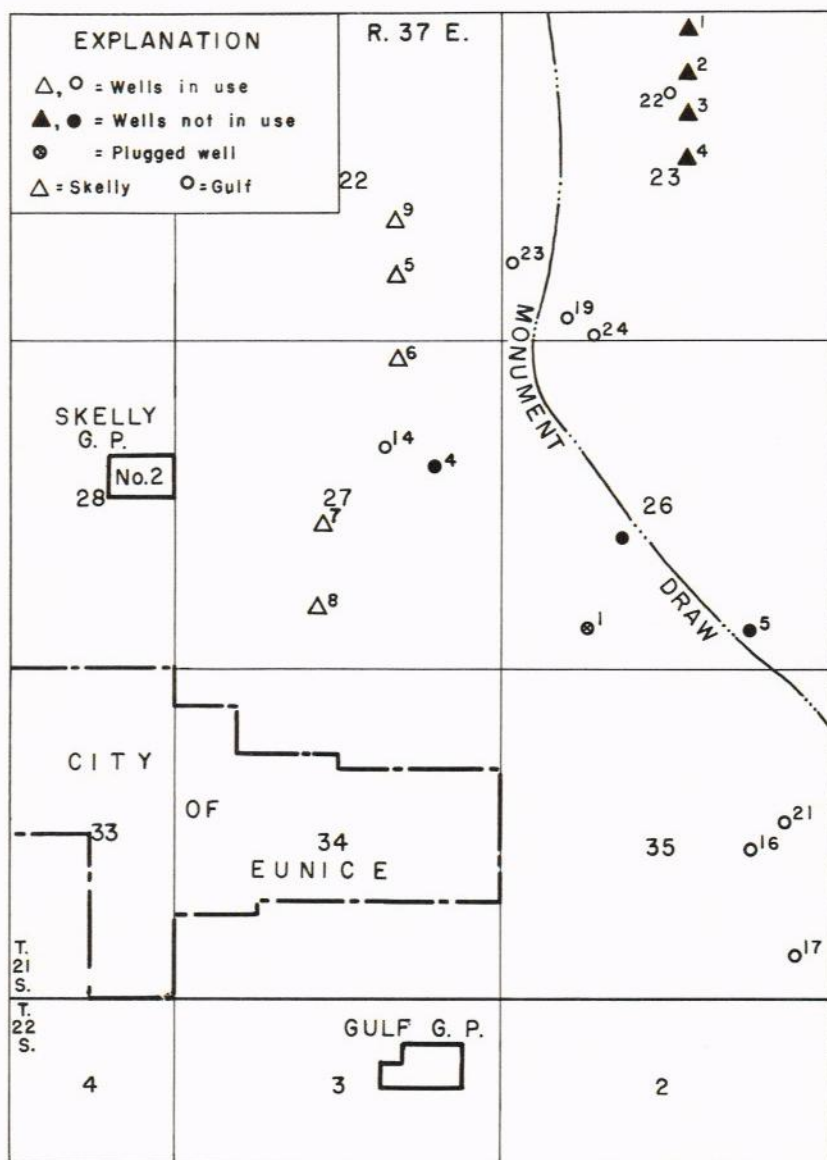 EXPLANATION
R. 37 E.
△, ○ = Wells in use
▲, ● = Wells not in use
⊗ = Plugged well
△ = Skelly ○ = Gulf
1
2
22
3
4
22
23
9
23
5
19
24
6
MONUMENT
SKELLY
G. P.
No.2
28
14
4
27
7
26
8
DRAW
1
5
CITY
OF
33
34
EUNICE
35
21
16
17
T.
21
S.
T.
22
S.
GULF G. P.
4
3
2